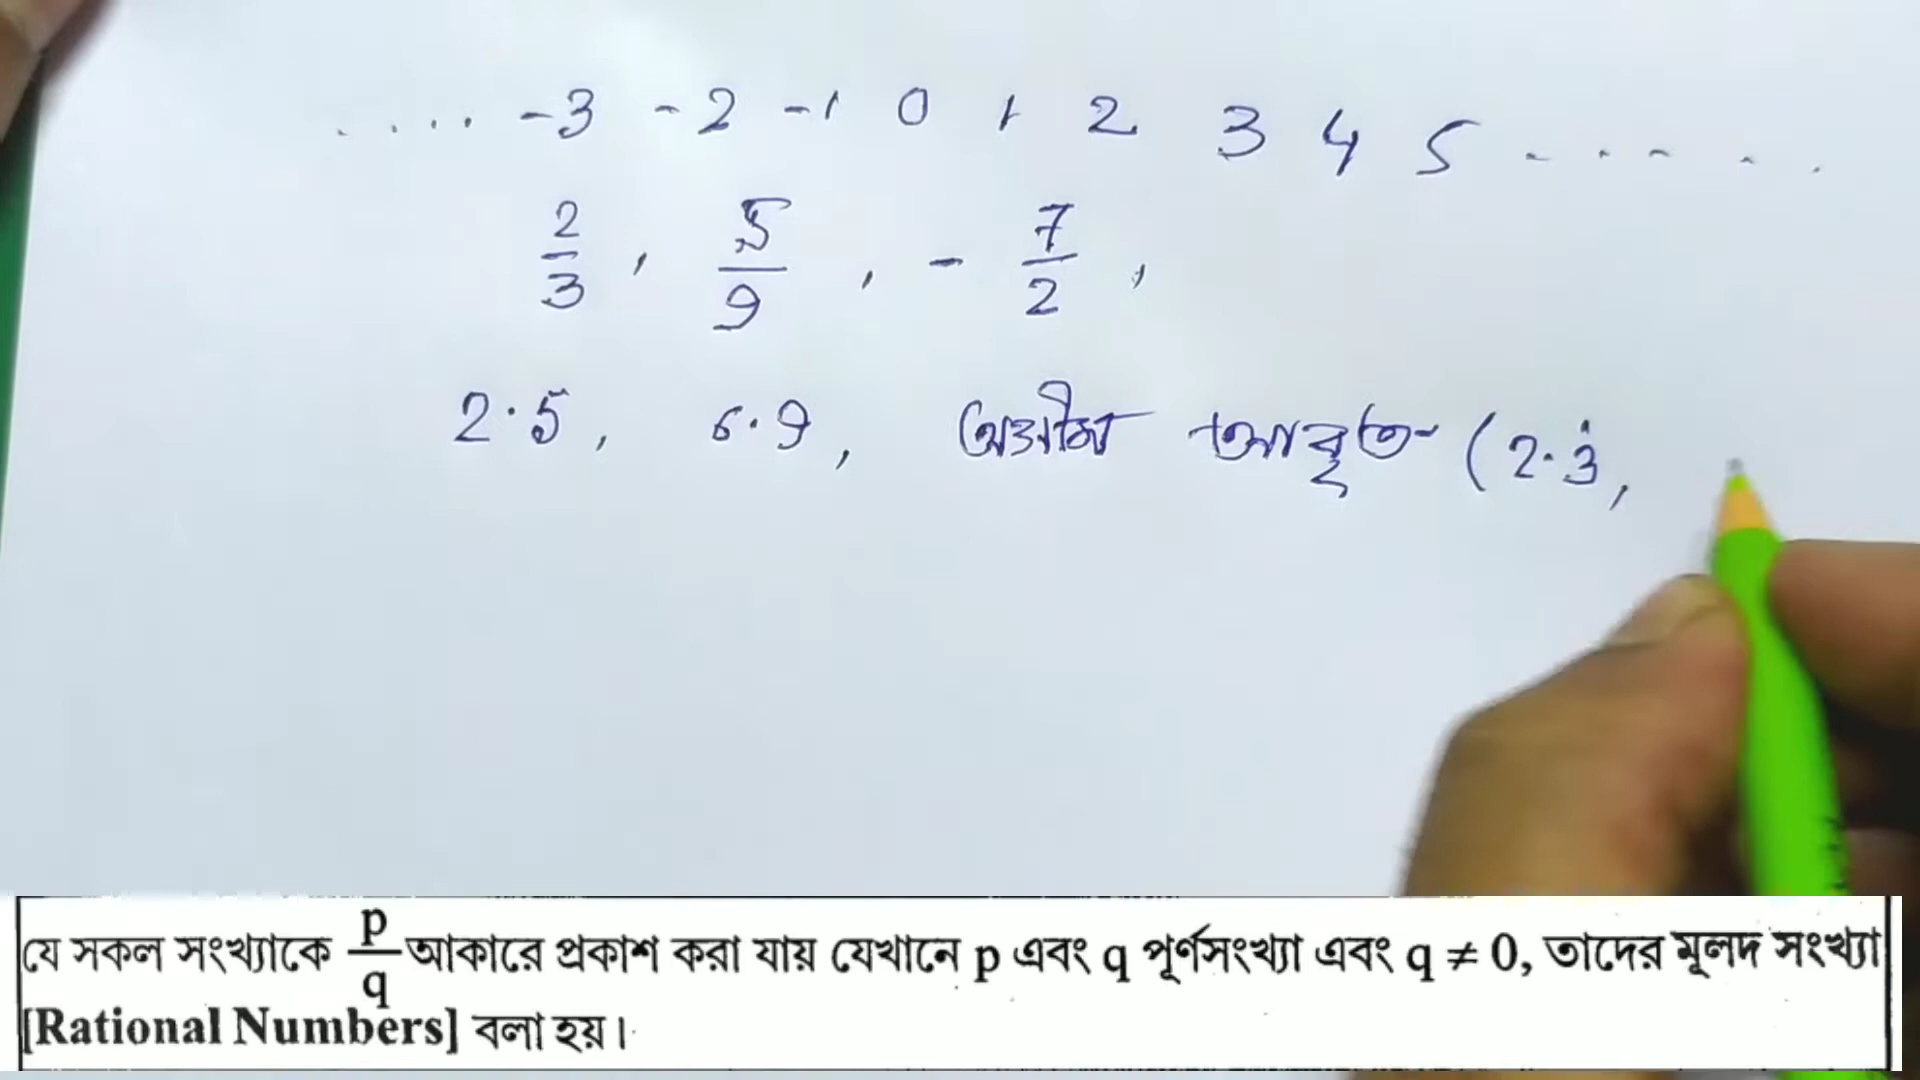 .... -3 -2 -1 0 1 2 3 4 5 ......
2/3, 5/9, - 7/2,
2.5, 6.9, অসীম আবৃত (2.3̇,
যে সকল সংখ্যাকে p/q আকারে প্রকাশ করা যায় যেখানে p এবং q পূর্ণসংখ্যা এবং q ≠ 0, তাদের মূলদ সংখ্যা
[Rational Numbers] বলা হয়।